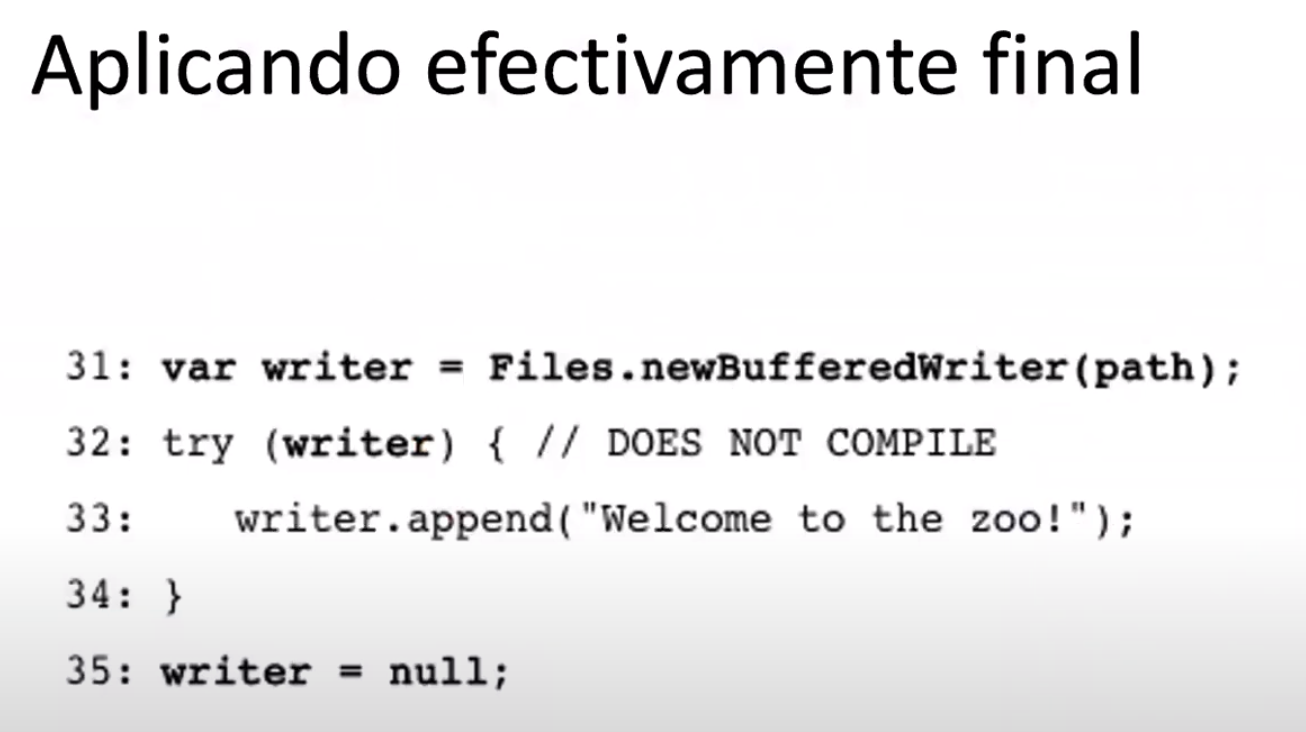 Aplicando efectivamente final
31: var writer = Files.newBufferedWriter(path);
32: try (writer) { // DOES NOT COMPILE
33:    writer.append("Welcome to the zoo!");
34: }
35: writer = null;